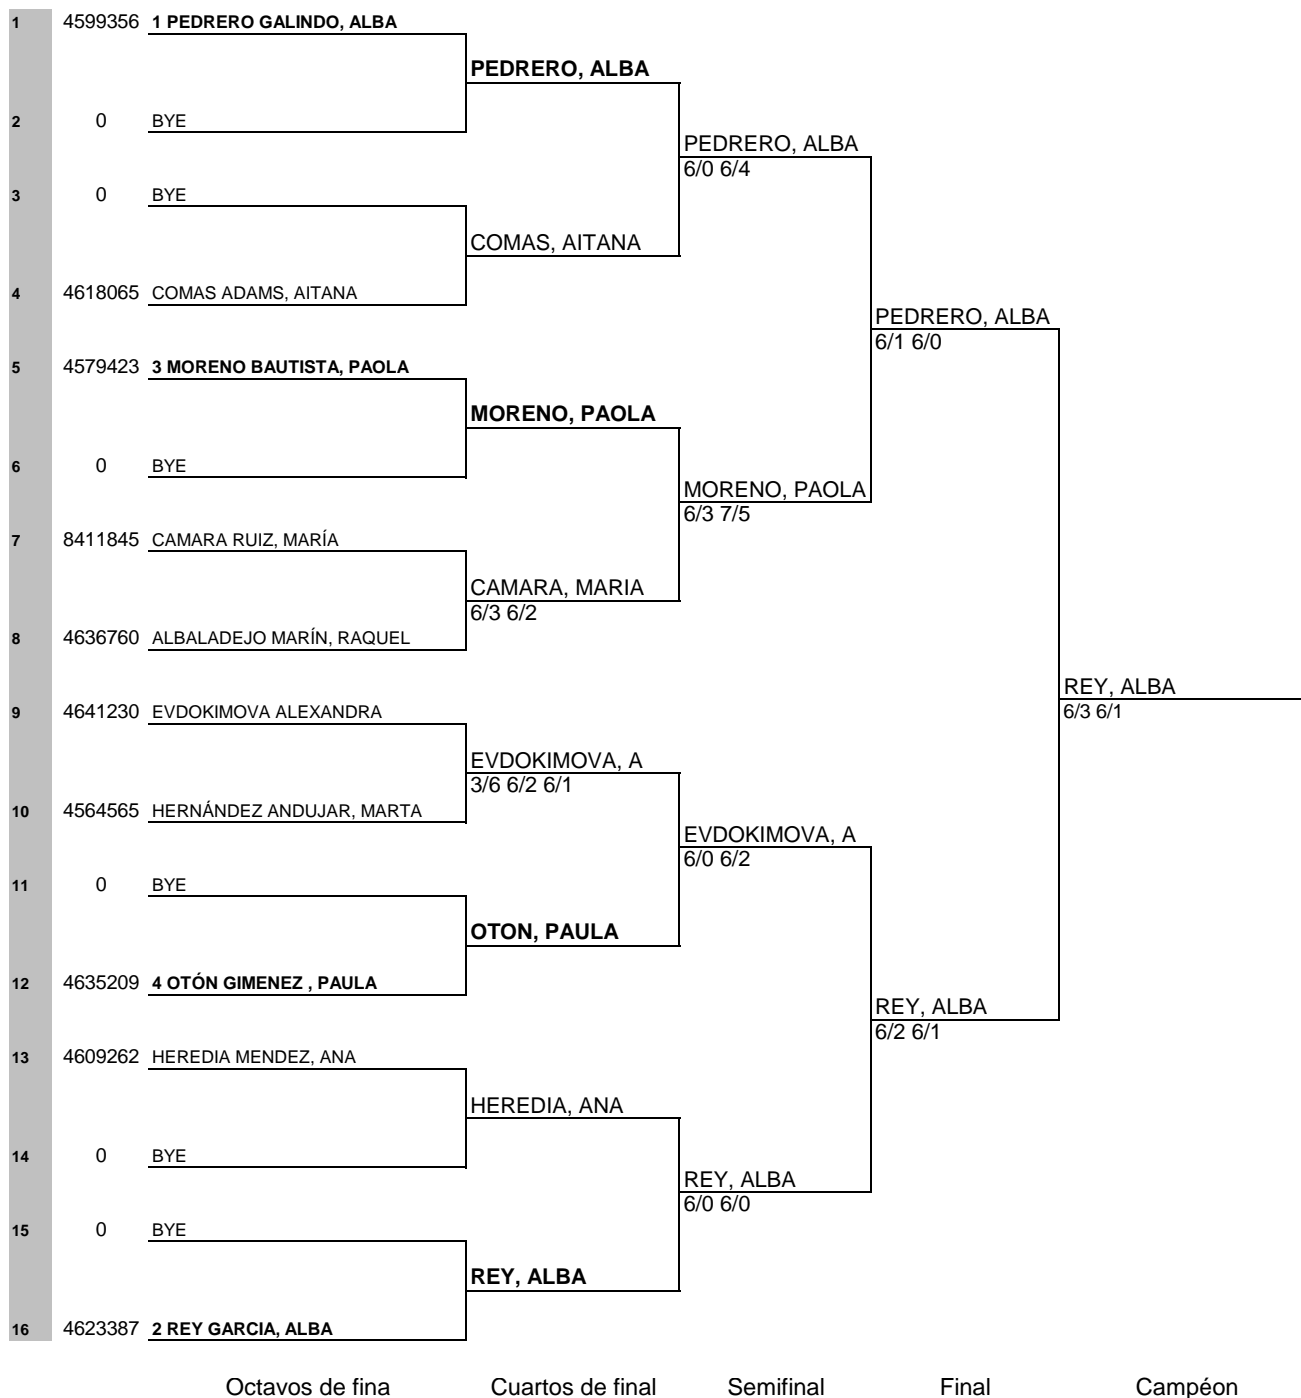 1 4599356 1 PEDRERO GALINDO, ALBA
PEDRERO, ALBA
2 0 BYE
PEDRERO, ALBA
6/0 6/4
3 0 BYE
COMAS, AITANA
4 4618065 COMAS ADAMS, AITANA
PEDRERO, ALBA
6/1 6/0
5 4579423 3 MORENO BAUTISTA, PAOLA
MORENO, PAOLA
6 0 BYE
MORENO, PAOLA
6/3 7/5
7 8411845 CAMARA RUIZ, MARÍA
CAMARA, MARIA
6/3 6/2
8 4636760 ALBALADEJO MARÍN, RAQUEL
REY, ALBA
6/3 6/1
9 4641230 EVDOKIMOVA ALEXANDRA
EVDOKIMOVA, A
3/6 6/2 6/1
10 4564565 HERNÁNDEZ ANDUJAR, MARTA
EVDOKIMOVA, A
6/0 6/2
11 0 BYE
OTON, PAULA
12 4635209 4 OTÓN GIMENEZ , PAULA
REY, ALBA
6/2 6/1
13 4609262 HEREDIA MENDEZ, ANA
HEREDIA, ANA
14 0 BYE
REY, ALBA
6/0 6/0
15 0 BYE
REY, ALBA
16 4623387 2 REY GARCIA, ALBA
Octavos de fina Cuartos de final Semifinal Final Campéon